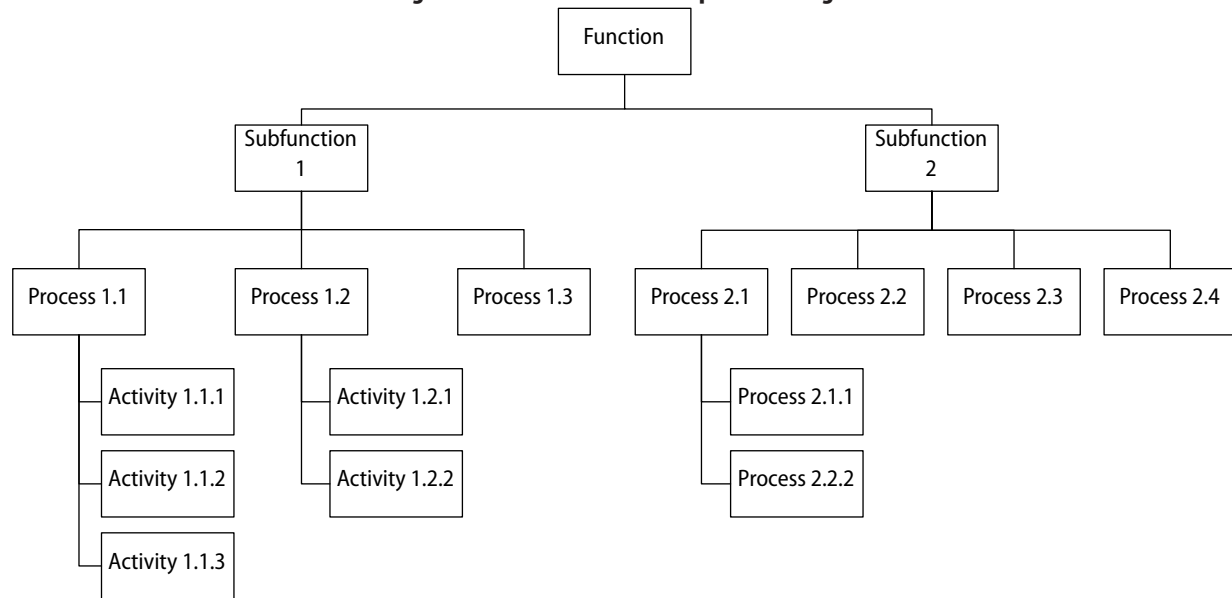 Function
Subfunction
1
Subfunction
2
Process 1.1
Process 1.2
Process 1.3
Process 2.1
Process 2.2
Process 2.3
Process 2.4
Activity 1.1.1
Activity 1.2.1
Process 2.1.1
Activity 1.1.2
Activity 1.2.2
Process 2.2.2
Activity 1.1.3